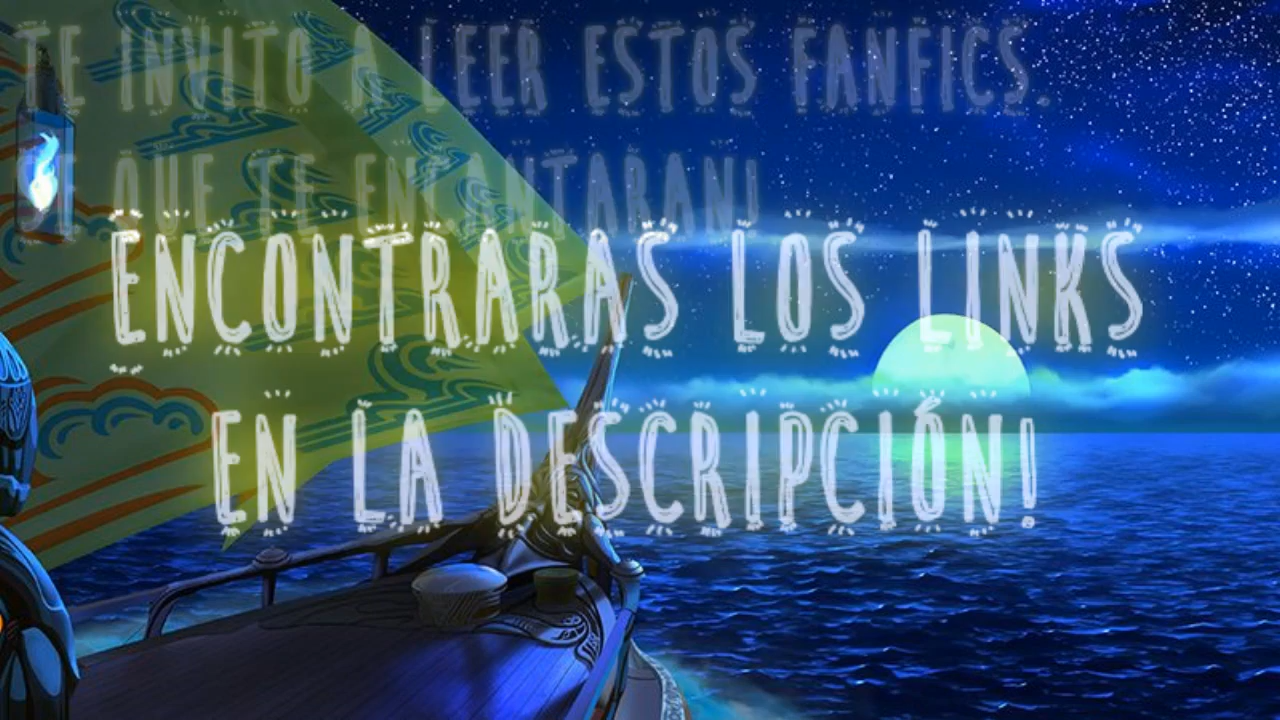 TE INVITO A LEER ESTOS FANFICS.
QUE TE ENCANTARAN!
ENCONTRARAS LOS LINKS
EN LA DESCRIPCIÓN!